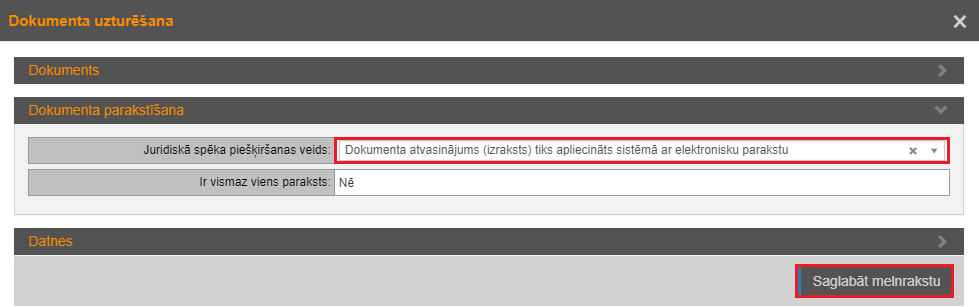 Dokumenta uzturēšana
Dokuments
Dokumenta parakstīšana
Juridiskā spēka piešķiršanas veids: Dokumenta atvasinājums (izraksts) tiks apliecināts sistēmā ar elektronisku parakstu
Ir vismaz viens paraksts: Nē
Datnes
Saglabāt melnrakstu